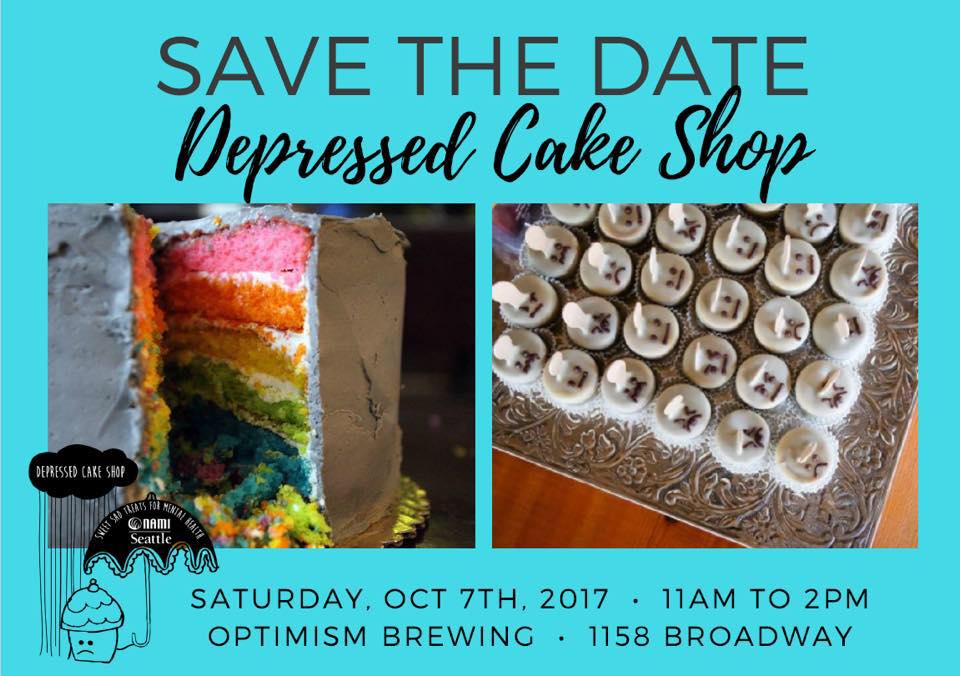 SAVE THE DATE
Depressed Cake Shop
DEPRESSED CAKE SHOP
SWEET SAD TREATS FOR MENTAL HEALTH
NAMI
Seattle
SATURDAY, OCT 7TH, 2017 • 11AM TO 2PM
OPTIMISM BREWING • 1158 BROADWAY